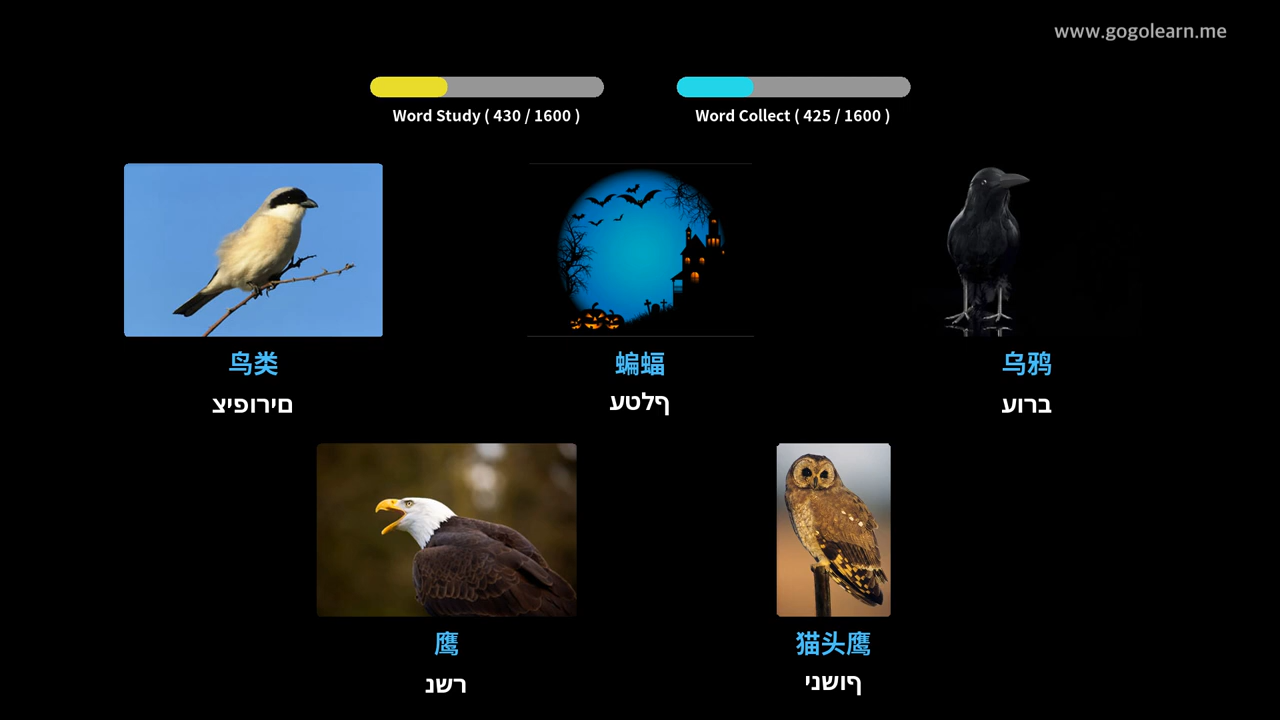 www.gogolearn.me
Word Study ( 430 / 1600 )
Word Collect ( 425 / 1600 )
鸟类
ציפורים
蝙蝠
עטלף
乌鸦
עורב
鹰
נשר
猫头鹰
ינשוף